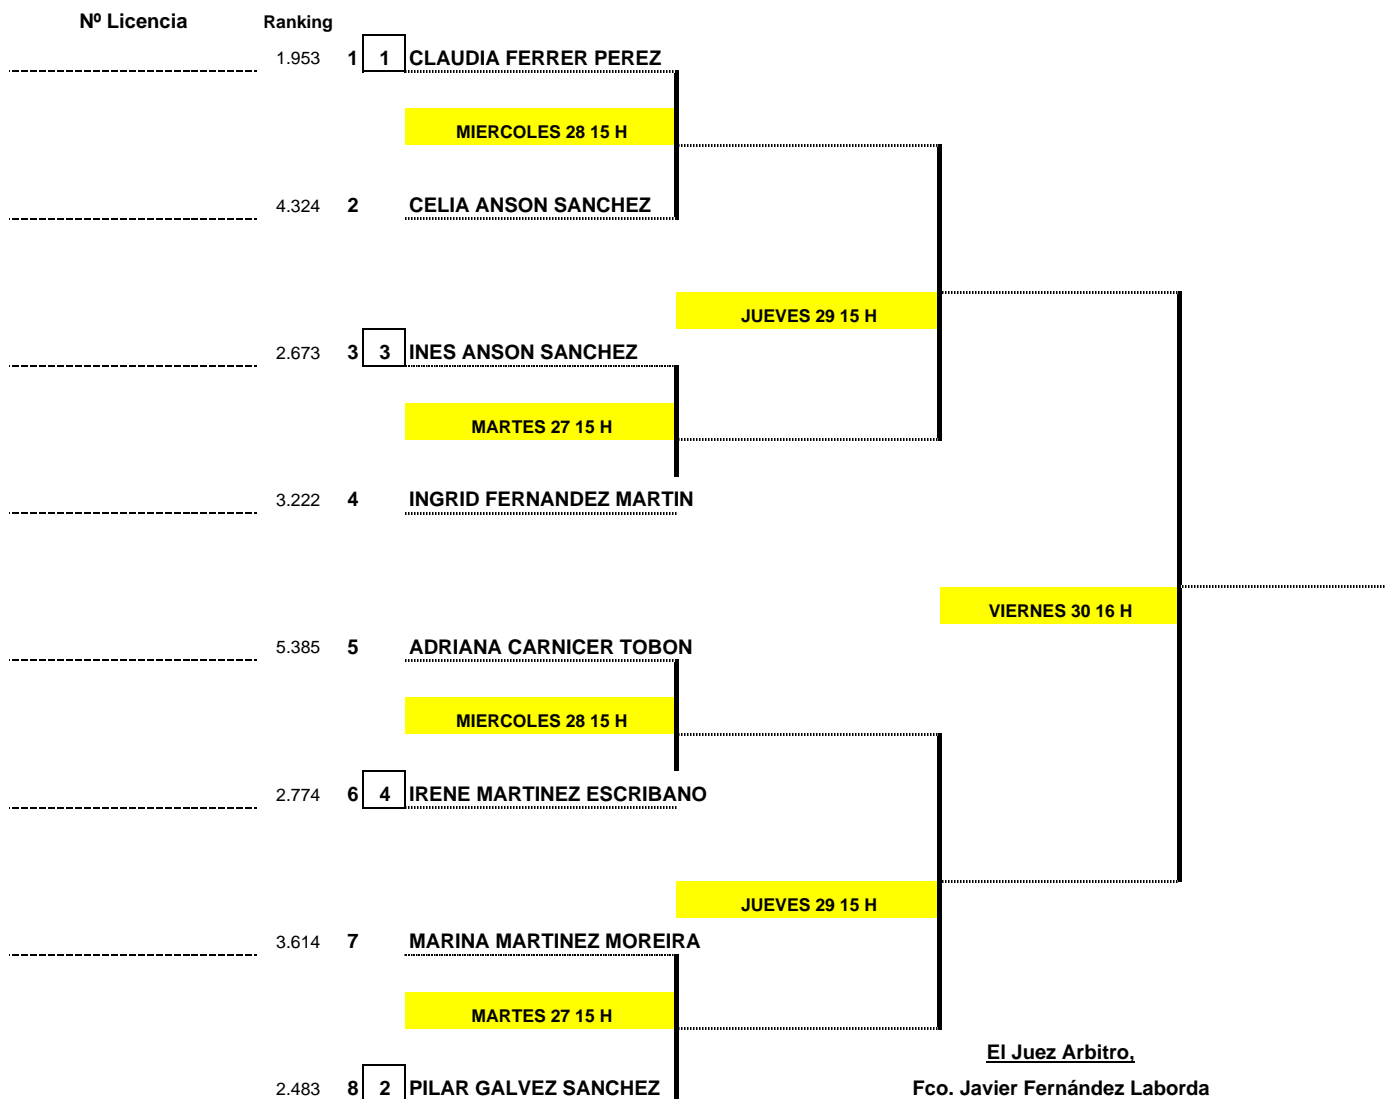 Nº Licencia Ranking
1.953 1 1 CLAUDIA FERRER PEREZ
MIERCOLES 28 15 H
4.324 2 CELIA ANSON SANCHEZ
JUEVES 29 15 H
2.673 3 3 INES ANSON SANCHEZ
MARTES 27 15 H
3.222 4 INGRID FERNANDEZ MARTIN
VIERNES 30 16 H
5.385 5 ADRIANA CARNICER TOBON
MIERCOLES 28 15 H
2.774 6 4 IRENE MARTINEZ ESCRIBANO
JUEVES 29 15 H
3.614 7 MARINA MARTINEZ MOREIRA
MARTES 27 15 H
El Juez Arbitro,
2.483 8 2 PILAR GALVEZ SANCHEZ Fco. Javier Fernández Laborda